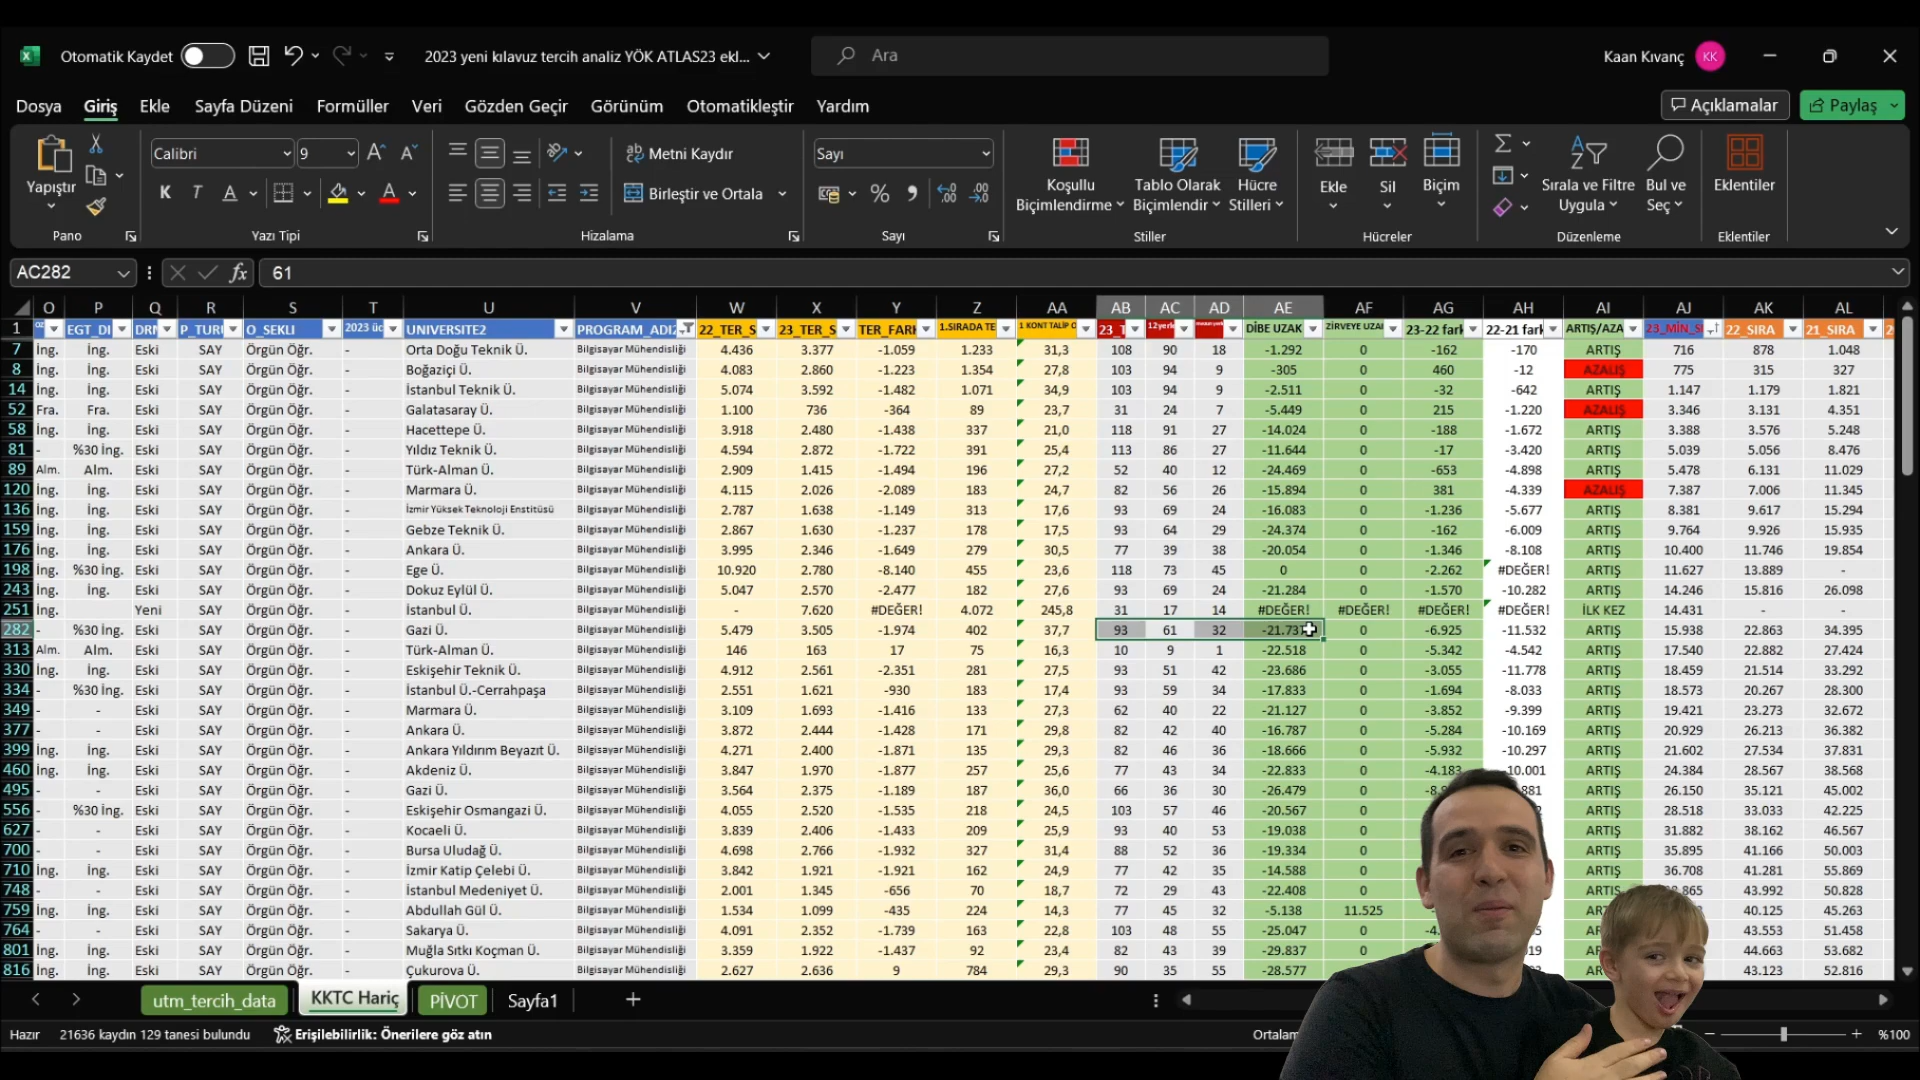 Otomatik Kaydet
2023 yeni kılavuz tercih analiz YÖK ATLAS23 ekl...
Ara
Kaan Kıvanç
KK
Dosya Giriş Ekle Sayfa Düzeni Formüller Veri Gözden Geçir Görünüm Otomatikleştir Yardım
Açıklamalar
Paylaş
Yapıştır
Calibri 9
K T A
Metni Kaydır
Birleştir ve Ortala
Sayı
Koşullu Biçimlendirme
Tablo Olarak Biçimlendir
Hücre Stilleri
Ekle
Sil
Biçim
Sırala ve Filtre Uygula
Bul ve Seç
Eklentiler
Pano Yazı Tipi Hizalama Sayı Stiller Hücreler Düzenleme Eklentiler
AC282 fx 61
O P Q R S T U V W X Y Z AA AB AC AD AE AF AG AH AI AJ AK AL
1 EGT_DI DRI P_TURI O_SEKLI 2023 üc UNIVERSITE2 PROGRAM_ADI2 22_TER_S 23_TER_S TER_FARK 1.SIRADA TE 1 KONT TALİP O 23_T 12yerle DİBE UZAK ZİRVEYE UZAI 23-22 fark 22-21 fark ARTIŞ/AZA 23_MİN_SI 22_SIRA 21_SIRA
7 İng. İng. Eski SAY Örgün Öğr. - Orta Doğu Teknik Ü. Bilgisayar Mühendisliği 4.436 3.377 -1.059 1.233 31,3 108 90 18 -1.292 0 -162 -170 ARTIŞ 716 878 1.048
8 İng. İng. Eski SAY Örgün Öğr. - Boğaziçi Ü. Bilgisayar Mühendisliği 4.083 2.860 -1.223 1.354 27,8 103 94 9 -305 0 460 -12 AZALIŞ 775 315 327
14 İng. İng. Eski SAY Örgün Öğr. - İstanbul Teknik Ü. Bilgisayar Mühendisliği 5.074 3.592 -1.482 1.071 34,9 103 94 9 -2.511 0 -32 -642 ARTIŞ 1.147 1.179 1.821
52 Fra. Fra. Eski SAY Örgün Öğr. - Galatasaray Ü. Bilgisayar Mühendisliği 1.100 736 -364 89 23,7 31 24 7 -5.449 0 215 -1.220 AZALIŞ 3.346 3.131 4.351
58 İng. İng. Eski SAY Örgün Öğr. - Hacettepe Ü. Bilgisayar Mühendisliği 3.918 2.480 -1.438 337 21,0 118 91 27 -14.024 0 -188 -1.672 ARTIŞ 3.388 3.576 5.248
81 - %30 İng. Eski SAY Örgün Öğr. - Yıldız Teknik Ü. Bilgisayar Mühendisliği 4.594 2.872 -1.722 391 25,4 113 86 27 -11.644 0 -17 -3.420 ARTIŞ 5.039 5.056 8.476
89 Alm. Alm. Eski SAY Örgün Öğr. - Türk-Alman Ü. Bilgisayar Mühendisliği 2.909 1.415 -1.494 196 27,2 52 40 12 -24.469 0 -653 -4.898 ARTIŞ 5.478 6.131 11.029
120 İng. İng. Eski SAY Örgün Öğr. - Marmara Ü. Bilgisayar Mühendisliği 4.115 2.026 -2.089 183 24,7 82 56 26 -15.894 0 381 -4.339 AZALIŞ 7.387 7.006 11.345
136 İng. İng. Eski SAY Örgün Öğr. - İzmir Yüksek Teknoloji Enstitüsü Bilgisayar Mühendisliği 2.787 1.638 -1.149 313 17,6 93 69 24 -16.083 0 -1.236 -5.677 ARTIŞ 8.381 9.617 15.294
159 İng. İng. Eski SAY Örgün Öğr. - Gebze Teknik Ü. Bilgisayar Mühendisliği 2.867 1.630 -1.237 178 17,5 93 64 29 -24.374 0 -162 -6.009 ARTIŞ 9.764 9.926 15.935
176 İng. İng. Eski SAY Örgün Öğr. - Ankara Ü. Bilgisayar Mühendisliği 3.995 2.346 -1.649 279 30,5 77 39 38 -20.054 0 -1.346 -8.108 ARTIŞ 10.400 11.746 19.854
198 İng. %30 İng. Eski SAY Örgün Öğr. - Ege Ü. Bilgisayar Mühendisliği 10.920 2.780 -8.140 455 23,6 118 73 45 0 0 -2.262 #DEĞER! ARTIŞ 11.627 13.889 -
243 İng. İng. Eski SAY Örgün Öğr. - Dokuz Eylül Ü. Bilgisayar Mühendisliği 5.047 2.570 -2.477 182 27,6 93 69 24 -21.284 0 -1.570 -10.282 ARTIŞ 14.246 15.816 26.098
251 İng. Yeni SAY Örgün Öğr. - İstanbul Ü. Bilgisayar Mühendisliği - 7.620 #DEĞER! 4.072 245,8 31 17 14 #DEĞER! #DEĞER! #DEĞER! #DEĞER! İLK KEZ 14.431 - -
282 - %30 İng. Eski SAY Örgün Öğr. - Gazi Ü. Bilgisayar Mühendisliği 5.479 3.505 -1.974 402 37,7 93 61 32 -21.737 0 -6.925 -11.532 ARTIŞ 15.938 22.863 34.395
313 Alm. Alm. Eski SAY Örgün Öğr. - Türk-Alman Ü. Bilgisayar Mühendisliği 146 163 17 75 16,3 10 9 1 -22.518 0 -5.342 -4.542 ARTIŞ 17.540 22.882 27.424
330 İng. İng. Eski SAY Örgün Öğr. - Eskişehir Teknik Ü. Bilgisayar Mühendisliği 4.912 2.561 -2.351 281 27,5 93 51 42 -23.686 0 -3.055 -11.778 ARTIŞ 18.459 21.514 33.292
334 - %30 İng. Eski SAY Örgün Öğr. - İstanbul Ü.-Cerrahpaşa Bilgisayar Mühendisliği 2.551 1.621 -930 183 17,4 93 59 34 -17.833 0 -1.694 -8.033 ARTIŞ 18.573 20.267 28.300
349 - - Eski SAY Örgün Öğr. - Marmara Ü. Bilgisayar Mühendisliği 3.109 1.693 -1.416 133 27,3 62 40 22 -21.127 0 -3.852 -9.399 ARTIŞ 19.421 23.273 32.672
377 - - Eski SAY Örgün Öğr. - Ankara Ü. Bilgisayar Mühendisliği 3.872 2.444 -1.428 171 29,8 82 42 40 -16.787 0 -5.284 -10.169 ARTIŞ 20.929 26.213 36.382
399 İng. İng. Eski SAY Örgün Öğr. - Ankara Yıldırım Beyazıt Ü. Bilgisayar Mühendisliği 4.271 2.400 -1.871 135 29,3 82 46 36 -18.666 0 -5.932 -10.297 ARTIŞ 21.602 27.534 37.831
460 İng. İng. Eski SAY Örgün Öğr. - Akdeniz Ü. Bilgisayar Mühendisliği 3.847 1.970 -1.877 257 25,6 77 43 34 -22.833 0 -4.183 -10.001 ARTIŞ 24.384 28.567 38.568
495 - - Eski SAY Örgün Öğr. - Gazi Ü. Bilgisayar Mühendisliği 3.564 2.375 -1.189 187 36,0 66 36 30 -26.479 0 881 ARTIŞ 26.150 35.121 45.002
556 - %30 İng. Eski SAY Örgün Öğr. - Eskişehir Osmangazi Ü. Bilgisayar Mühendisliği 4.055 2.520 -1.535 218 24,5 103 57 46 -20.567 0 ARTIŞ 28.518 33.033 42.225
627 - - Eski SAY Örgün Öğr. - Kocaeli Ü. Bilgisayar Mühendisliği 3.839 2.406 -1.433 209 25,9 93 40 53 -19.038 0 ARTIŞ 31.882 38.162 46.567
700 - - Eski SAY Örgün Öğr. - Bursa Uludağ Ü. Bilgisayar Mühendisliği 4.698 2.766 -1.932 327 31,4 88 52 36 -19.334 0 ARTIŞ 35.895 41.166 50.003
710 İng. İng. Eski SAY Örgün Öğr. - İzmir Katip Çelebi Ü. Bilgisayar Mühendisliği 3.842 1.921 -1.921 162 24,9 77 42 35 -14.588 0 ARTIŞ 36.708 41.281 55.869
748 - - Eski SAY Örgün Öğr. - İstanbul Medeniyet Ü. Bilgisayar Mühendisliği 2.001 1.345 -656 70 18,7 72 29 43 -22.408 0 ARTIŞ 865 43.992 50.828
759 İng. İng. Eski SAY Örgün Öğr. - Abdullah Gül Ü. Bilgisayar Mühendisliği 1.534 1.099 -435 224 14,3 77 45 32 -5.138 11.525 40.125 45.263
764 - - Eski SAY Örgün Öğr. - Sakarya Ü. Bilgisayar Mühendisliği 4.091 2.352 -1.739 163 22,8 103 48 55 -25.047 0 43.553 51.458
801 İng. İng. Eski SAY Örgün Öğr. - Muğla Sıtkı Koçman Ü. Bilgisayar Mühendisliği 3.359 1.922 -1.437 92 23,4 82 43 39 -29.837 0 44.663 53.682
816 İng. İng. Eski SAY Örgün Öğr. - Çukurova Ü. Bilgisayar Mühendisliği 2.627 2.636 9 784 29,3 90 35 55 -28.577 0 43.123 52.816
utm_tercih_data KKTC Hariç PİVOT Sayfa1
Hazır 21636 kaydın 129 tanesi bulundu Erişilebilirlik: Önerilere göz atın Ortalam %100